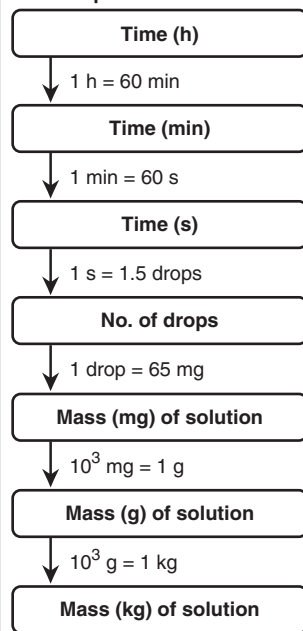 Time (h)
1 h = 60 min
Time (min)
1 min = 60 s
Time (s)
1 s = 1.5 drops
No. of drops
1 drop = 65 mg
Mass (mg) of solution
10³ mg = 1 g
Mass (g) of solution
10³ g = 1 kg
Mass (kg) of solution